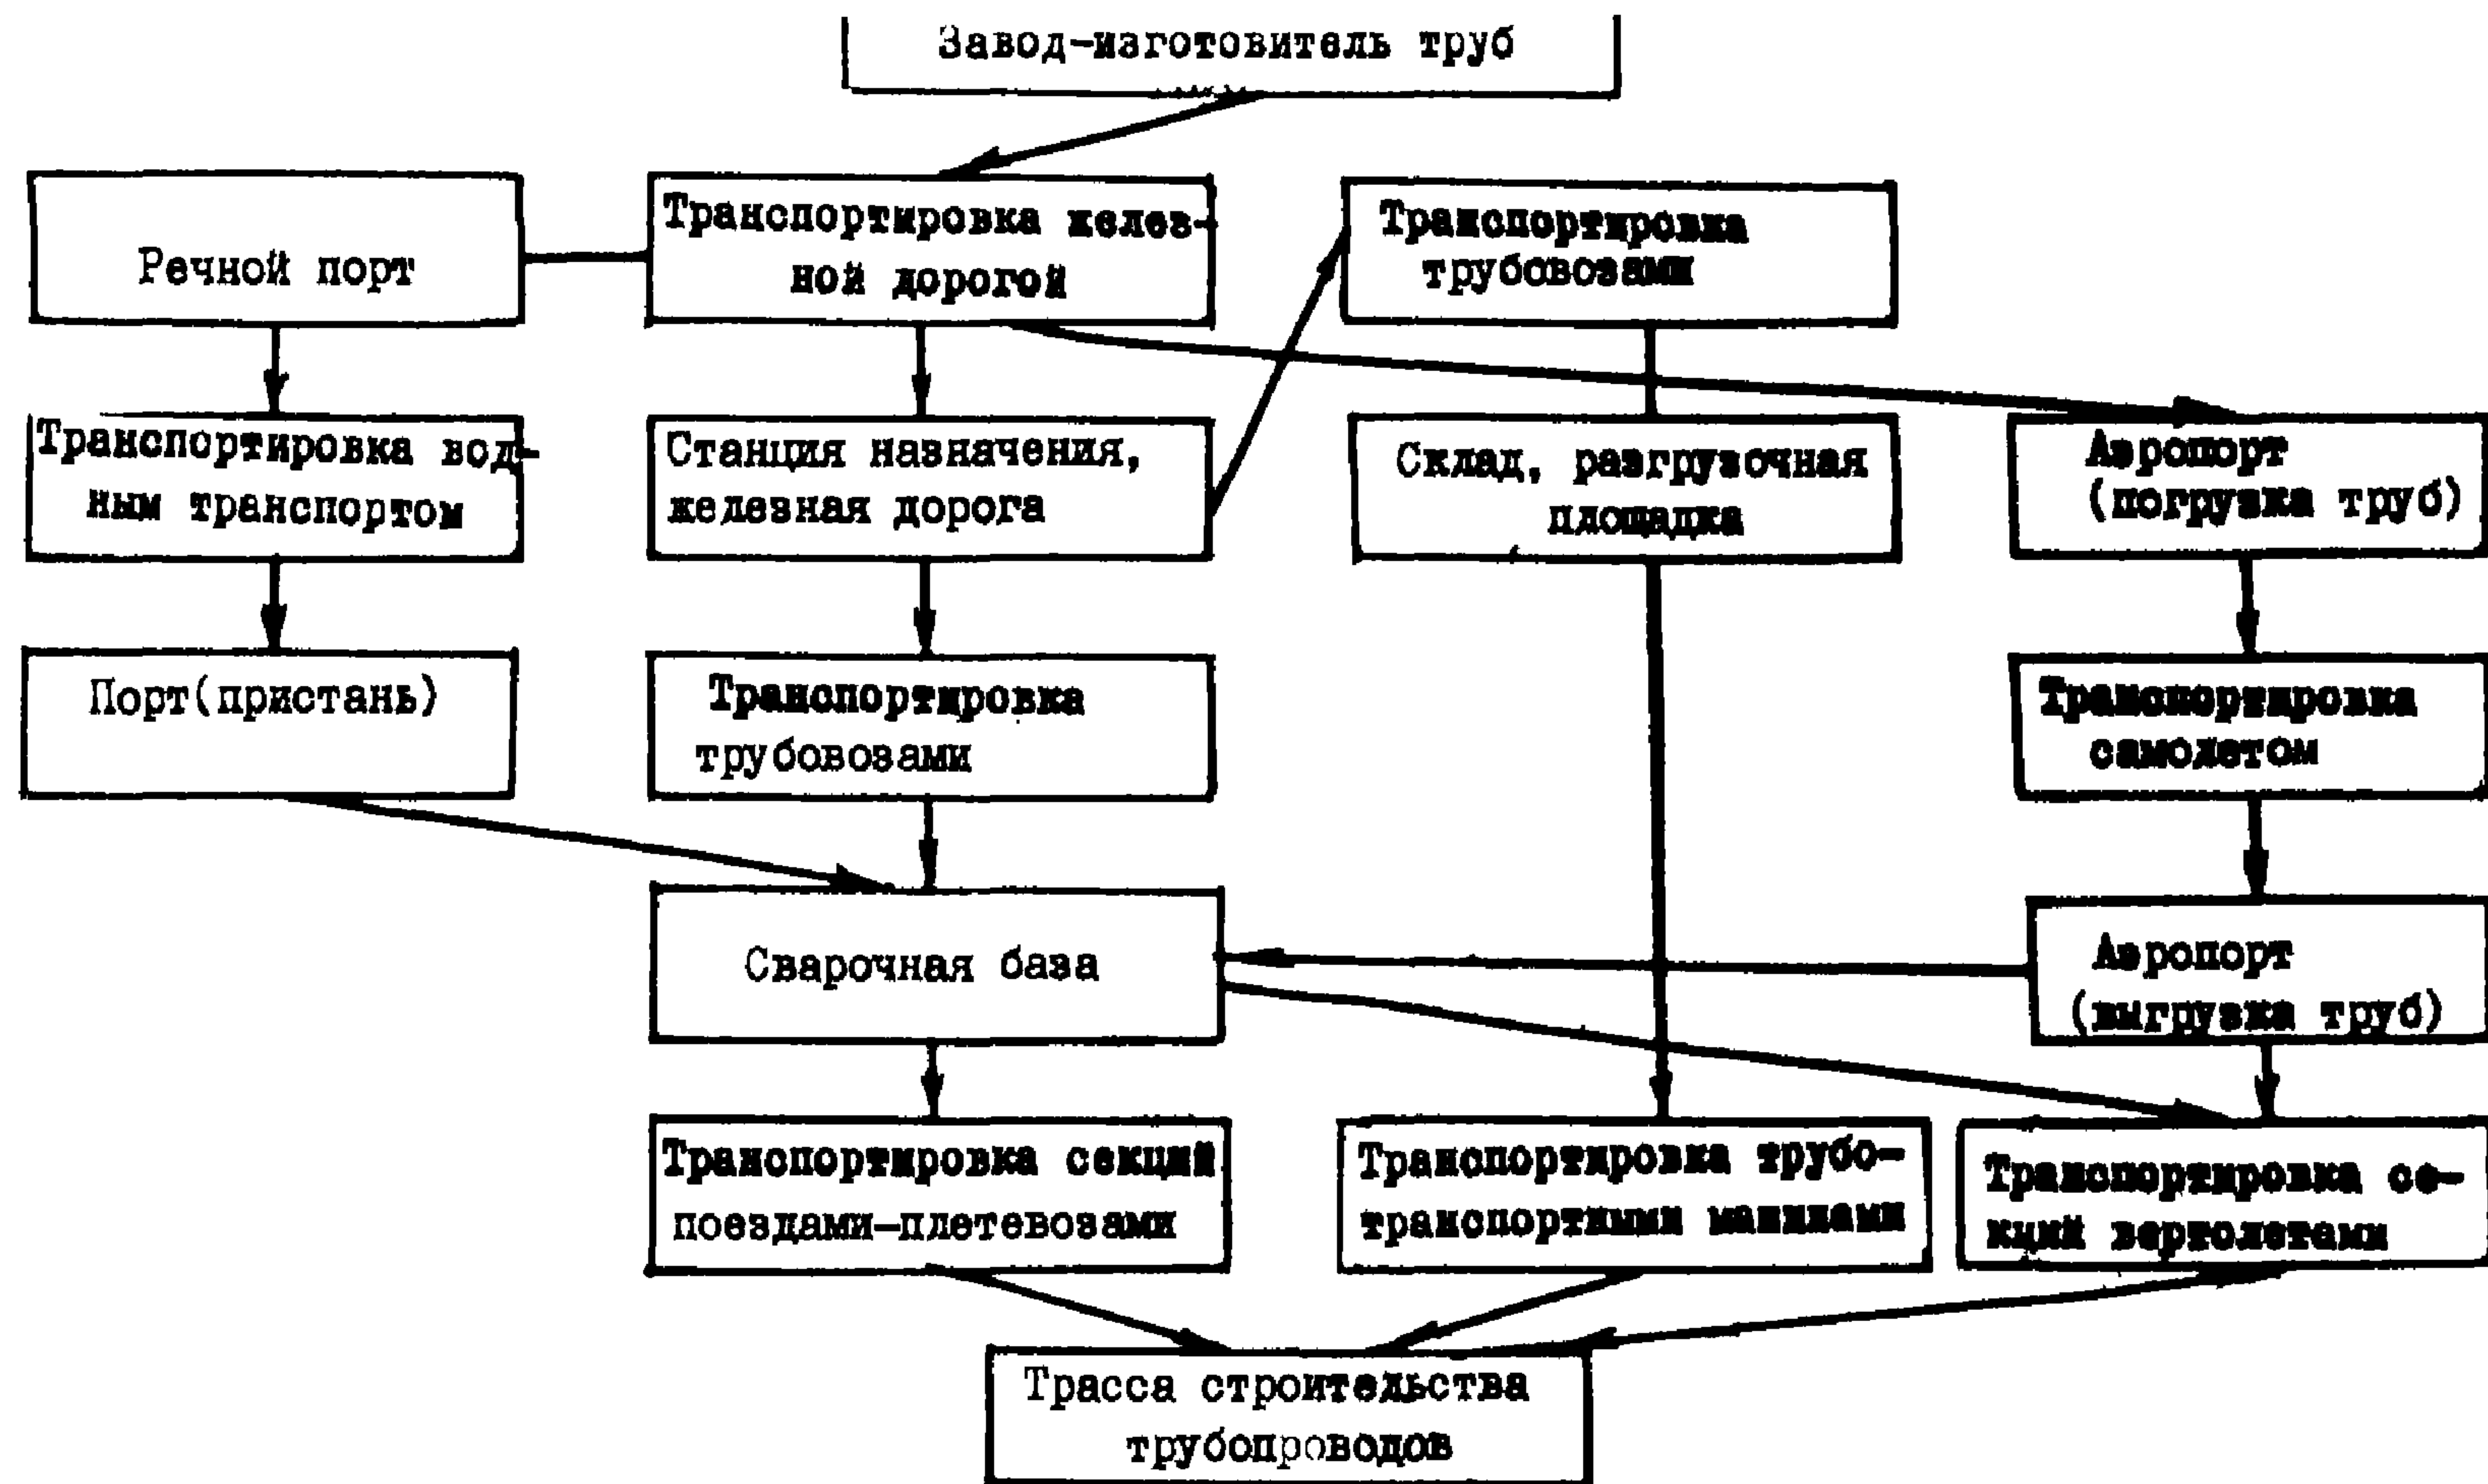 Завод-изготовитель труб
Речной порт
Транспортировка желез-
ной дорогой
Транспортировка
трубовозами
Транспортировка вод-
ным транспортом
Станция назначения,
железная дорога
Склад, разгрузочная
площадка
Аэропорт
(погрузка труб)
Порт(пристань)
Транспортировка
трубовозами
Транспортировка
самолетом
Сварочная база
Аэропорт
(выгрузка труб)
Транспортировка секций
поездами-плетевозами
Транспортировка трубо-
транспортными машинами
Транспортировка се-
кций вертолетами
Трасса строительства
трубопроводов